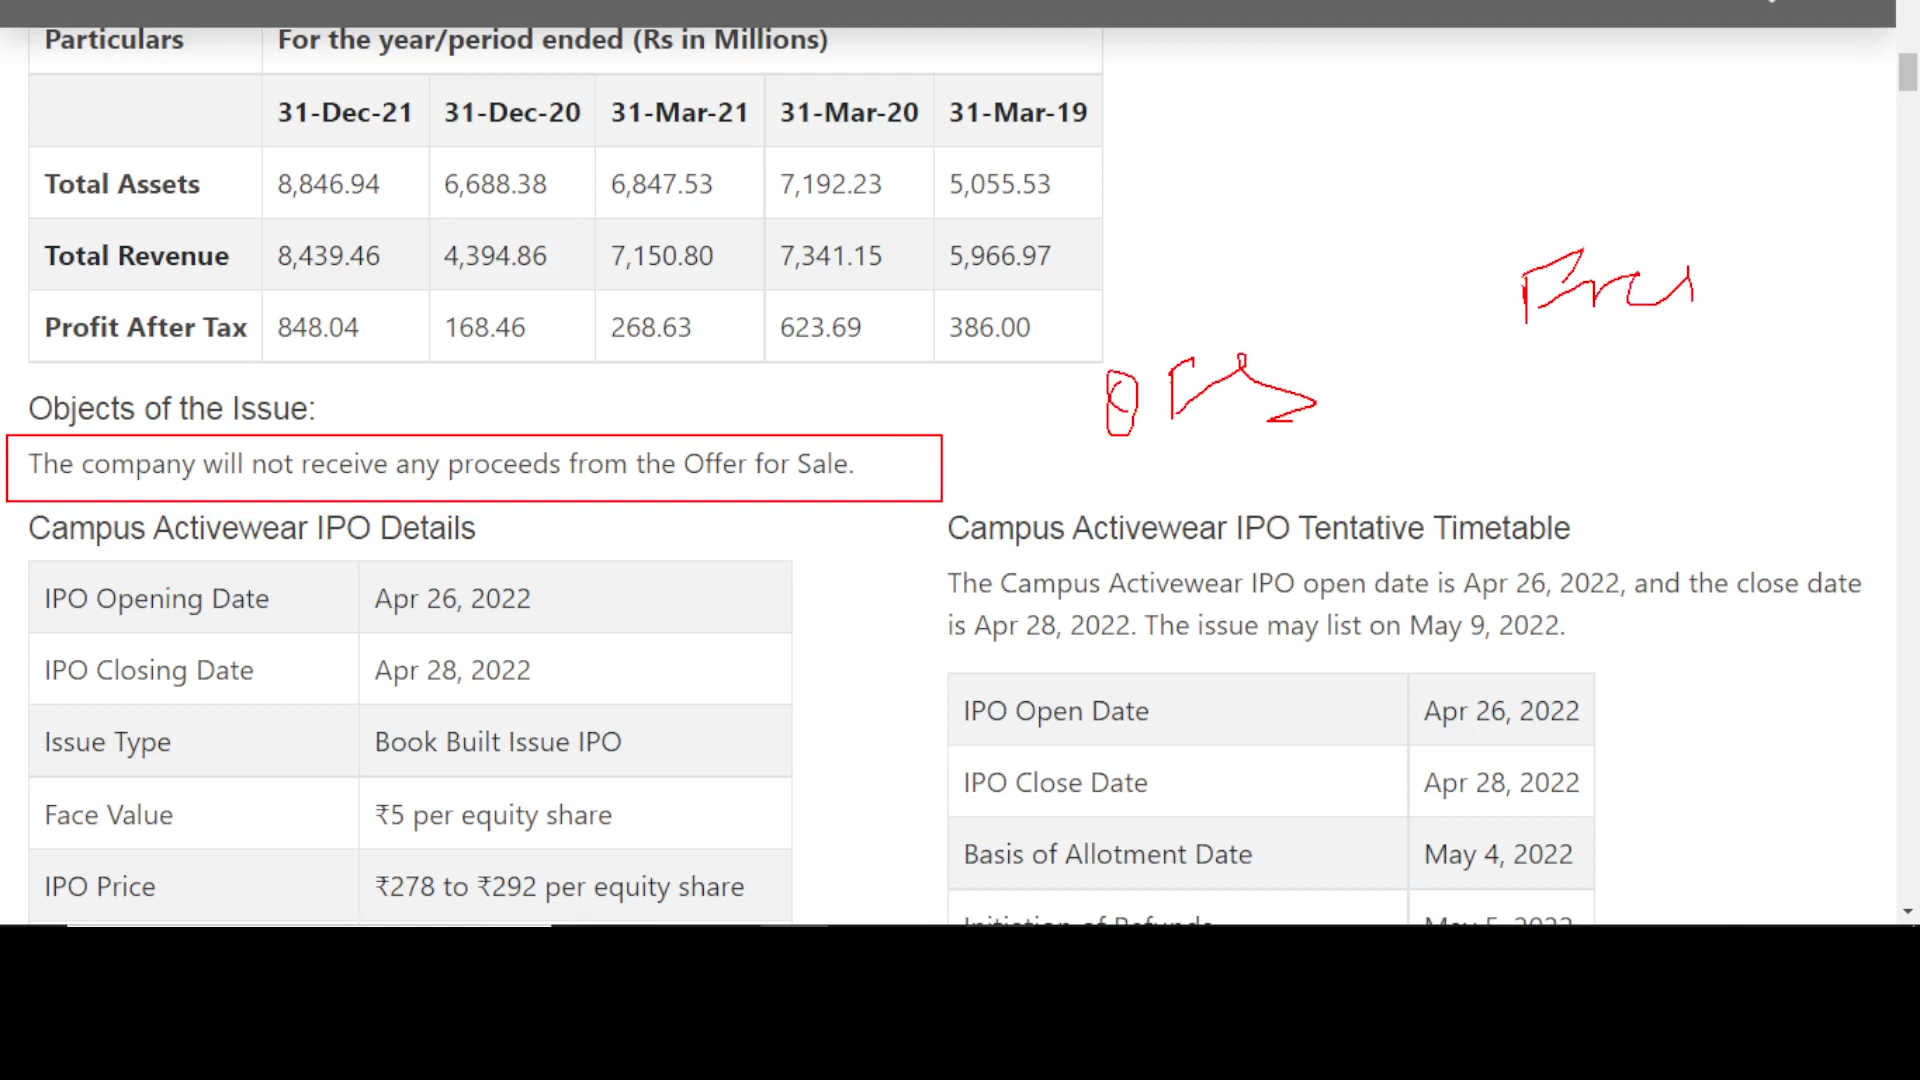 Particulars For the year/period ended (Rs in Millions)
31-Dec-21 31-Dec-20 31-Mar-21 31-Mar-20 31-Mar-19
Total Assets 8,846.94 6,688.38 6,847.53 7,192.23 5,055.53
Total Revenue 8,439.46 4,394.86 7,150.80 7,341.15 5,966.97
Profit After Tax 848.04 168.46 268.63 623.69 386.00
Objects of the Issue:
The company will not receive any proceeds from the Offer for Sale.
Campus Activewear IPO Details
IPO Opening Date Apr 26, 2022
IPO Closing Date Apr 28, 2022
Issue Type Book Built Issue IPO
Face Value ₹5 per equity share
IPO Price ₹278 to ₹292 per equity share
Campus Activewear IPO Tentative Timetable
The Campus Activewear IPO open date is Apr 26, 2022, and the close date
is Apr 28, 2022. The issue may list on May 9, 2022.
IPO Open Date Apr 26, 2022
IPO Close Date Apr 28, 2022
Basis of Allotment Date May 4, 2022
Initiation of Refunds May 5, 2022